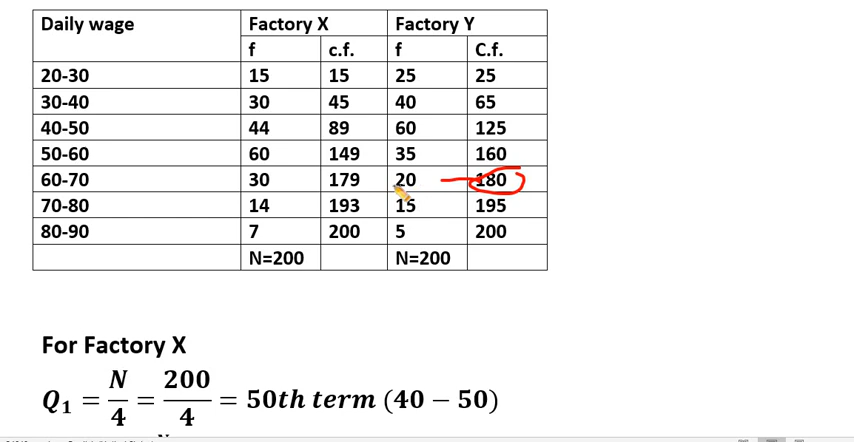 Daily wage Factory X Factory Y
f c.f. f C.f.
20-30 15 15 25 25
30-40 30 45 40 65
40-50 44 89 60 125
50-60 60 149 35 160
60-70 30 179 20 180
70-80 14 193 15 195
80-90 7 200 5 200
N=200 N=200
For Factory X
Q₁ = N/4 = 200/4 = 50th term (40 − 50)